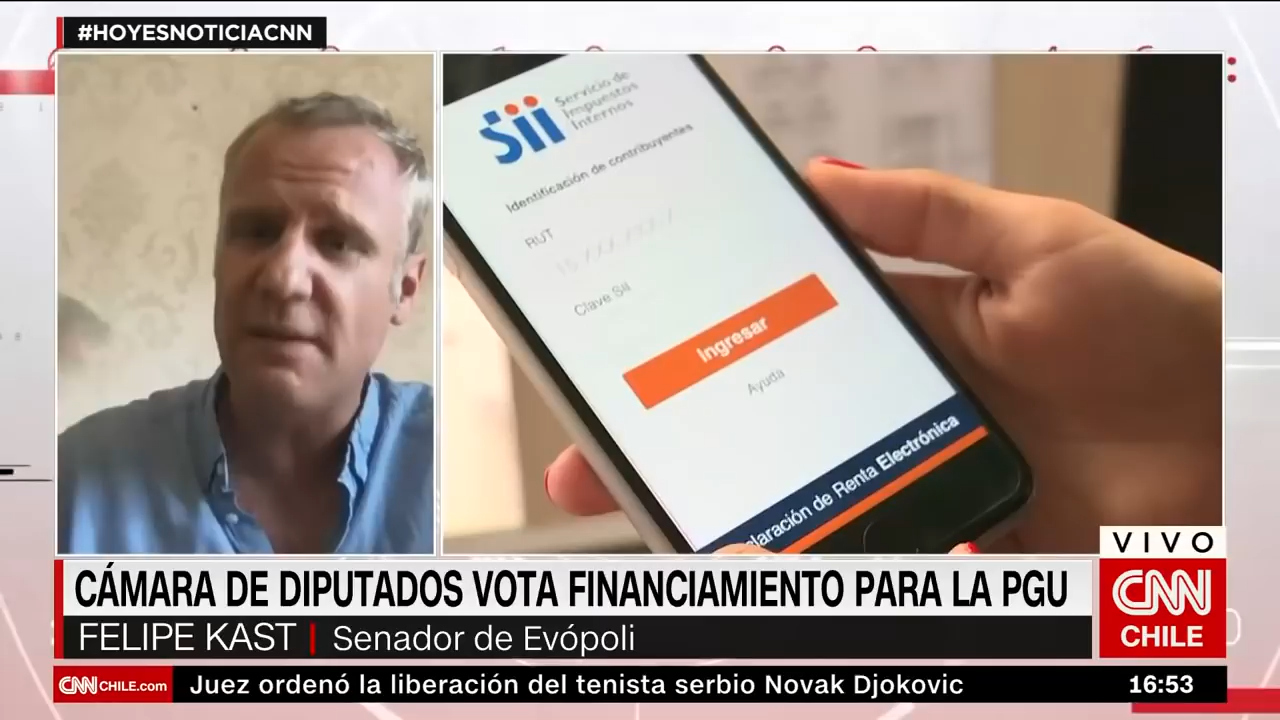 #HOYESNOTICIACNN
sii Servicio de
Impuestos
Internos
Identificación de contribuyentes
RUT
Clave SII
Ingresar
Ayuda
laración de Renta Electrónica
VIVO
CNN
CHILE
CÁMARA DE DIPUTADOS VOTA FINANCIAMIENTO PARA LA PGU
FELIPE KAST | Senador de Evópoli
CNNCHILE.com Juez ordenó la liberación del tenista serbio Novak Djokovic 16:53